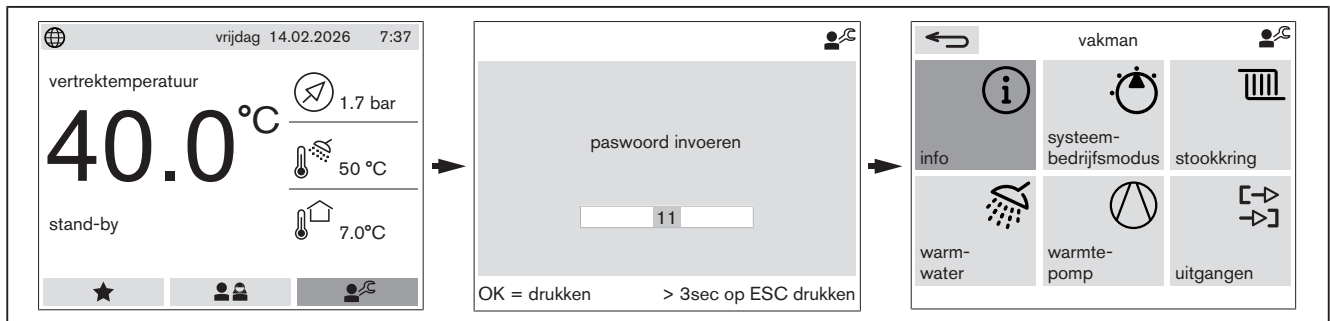 vrijdag 14.02.2026 7:37
vertrektemperatuur
40.0°C
1.7 bar
50 °C
stand-by
7.0°C
paswoord invoeren
11
OK = drukken > 3sec op ESC drukken
vakman
info
systeem-
bedrijfsmodus
stookkring
warm-
water
warmte-
pomp
uitgangen